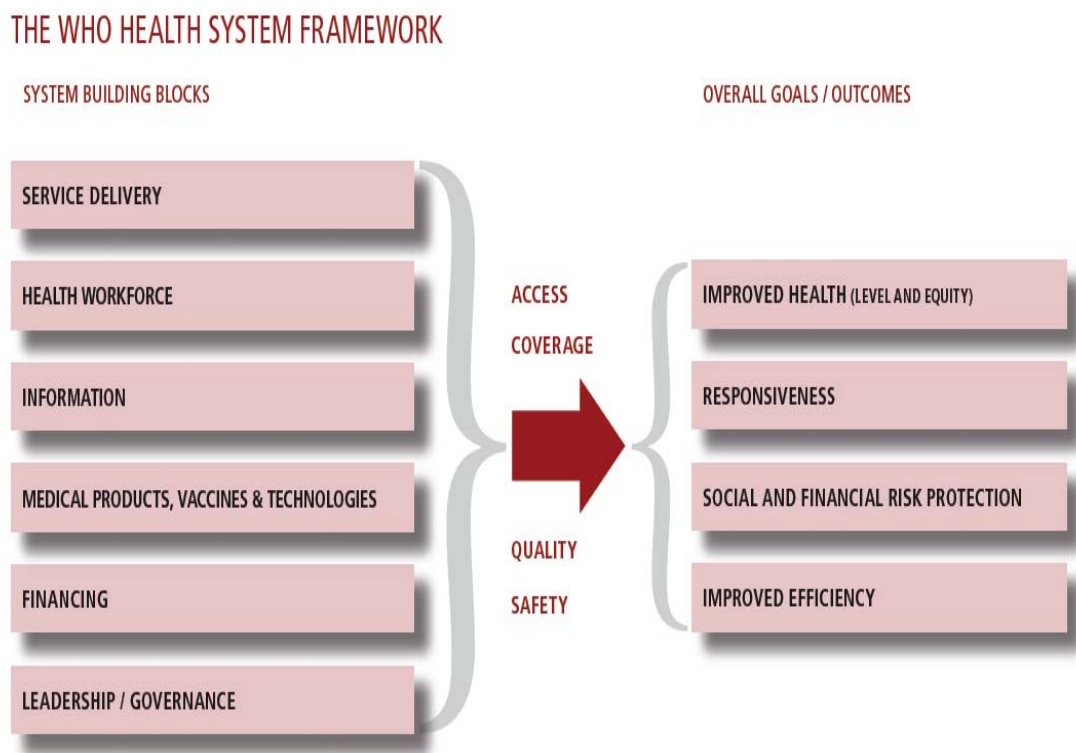 THE WHO HEALTH SYSTEM FRAMEWORK
SYSTEM BUILDING BLOCKS
OVERALL GOALS / OUTCOMES
SERVICE DELIVERY
HEALTH WORKFORCE
INFORMATION
MEDICAL PRODUCTS, VACCINES & TECHNOLOGIES
FINANCING
LEADERSHIP / GOVERNANCE
ACCESS
COVERAGE
QUALITY
SAFETY
IMPROVED HEALTH (LEVEL AND EQUITY)
RESPONSIVENESS
SOCIAL AND FINANCIAL RISK PROTECTION
IMPROVED EFFICIENCY